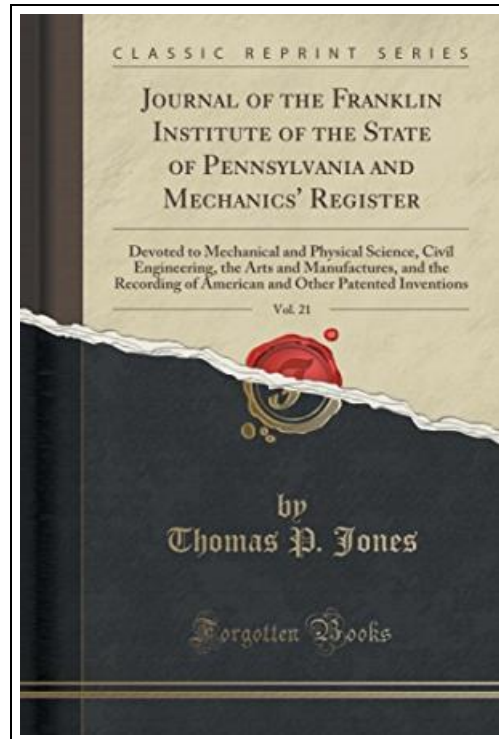 CLASSIC REPRINT SERIES
JOURNAL OF THE FRANKLIN
INSTITUTE OF THE STATE
OF PENNSYLVANIA AND
MECHANICS' REGISTER
Devoted to Mechanical and Physical Science, Civil
Engineering, the Arts and Manufactures, and the
Recording of American and Other Patented Inventions
Vol. 21
by
Thomas P. Jones
Forgotten Books